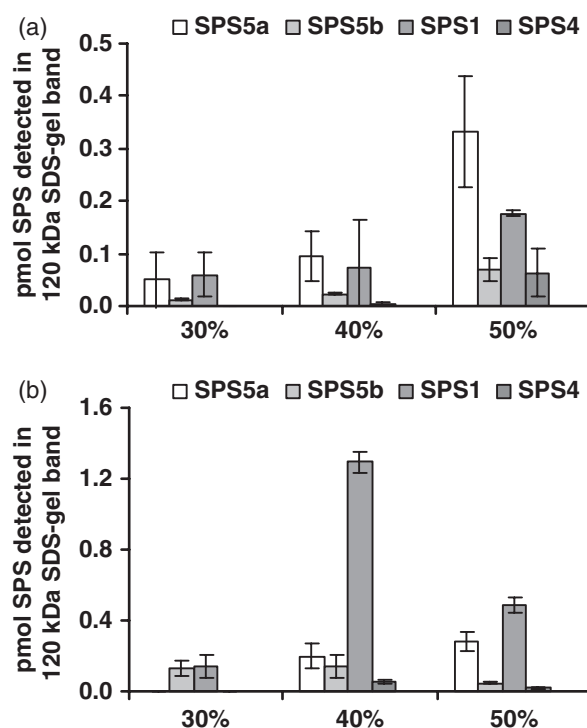 (a)
SPS5a SPS5b SPS1 SPS4
pmol SPS detected in
120 kDa SDS-gel band
0.5
0.4
0.3
0.2
0.1
0.0
30% 40% 50%
(b)
SPS5a SPS5b SPS1 SPS4
pmol SPS detected in
120 kDa SDS-gel band
1.6
1.2
0.8
0.4
0.0
30% 40% 50%